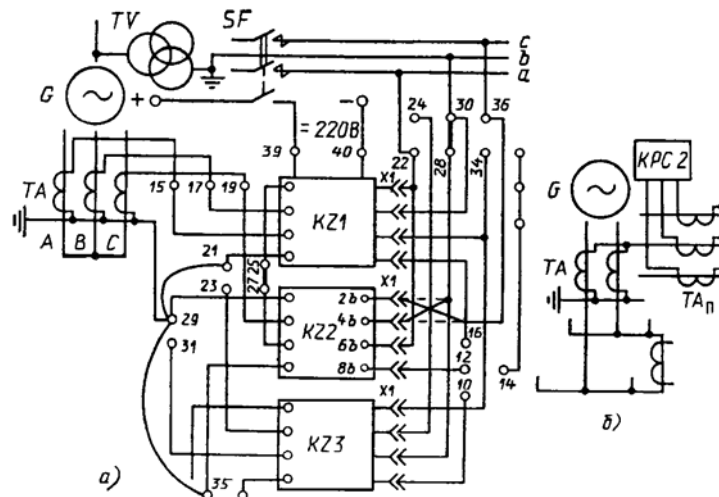 TV
SF
c
b
a
G
+
−
= 220В
24
30
36
39
40
22
28
34
X1
TA
15
17
19
KZ1
A
B
C
21
25
27
23
X1
29
KZ2
2b
4b
6b
8b
16
12
10
14
31
X1
KZ3
35
а)
КРС 2
G
TA
TAп
б)